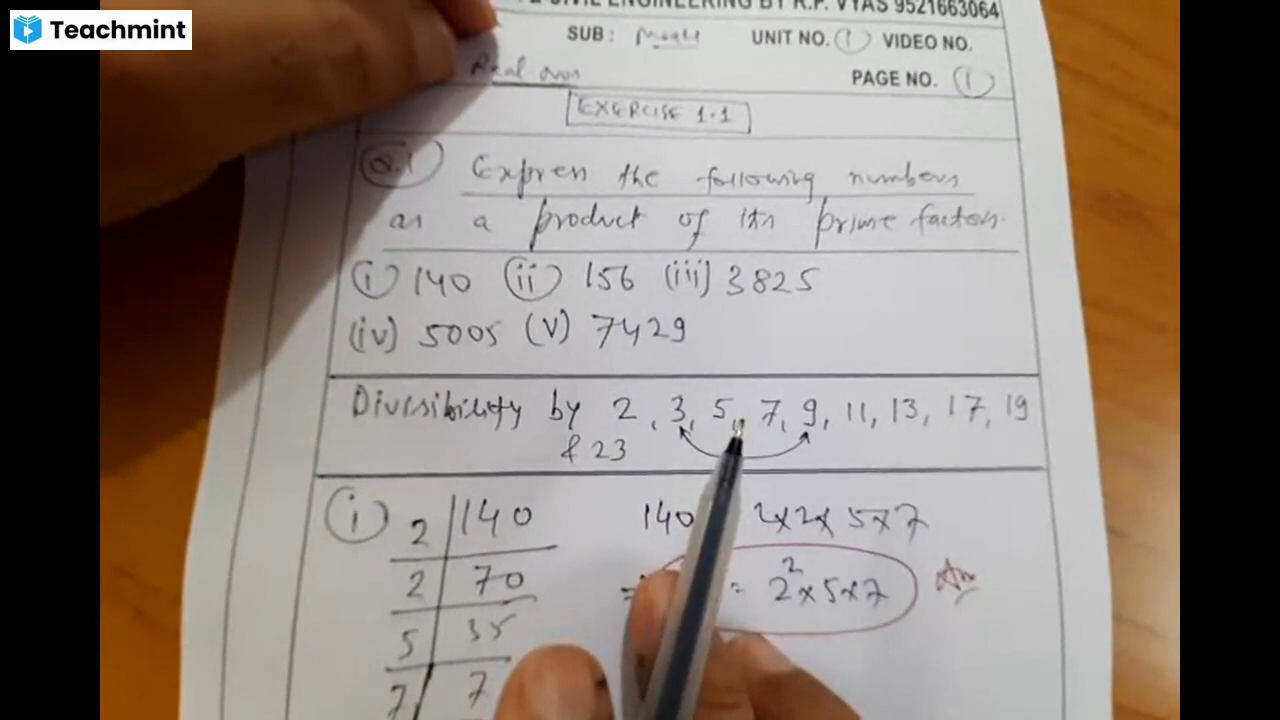 Teachmint
CIVIL ENGINEERING BY R.P. VYAS 9521663064
SUB : Math UNIT NO. 1 VIDEO NO.
Real nos PAGE NO. 1
EXERCISE 1.1
Q.1 Express the following numbers
as a product of its prime factors.
(i) 140 (ii) 156 (iii) 3825
(iv) 5005 (v) 7429
Divisibility by 2, 3, 5, 7, 9, 11, 13, 17, 19
& 23
(i) 2 | 140 140 2×2×5×7
2 | 70 = 2²×5×7 Ans
5 | 35
7 | 7